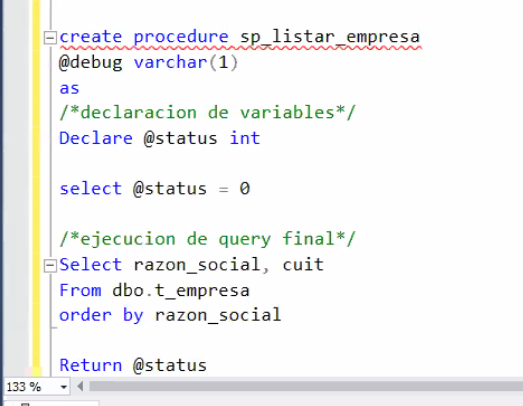 create procedure sp_listar_empresa
@debug varchar(1)
as
/*declaracion de variables*/
Declare @status int
select @status = 0
/*ejecucion de query final*/
Select razon_social, cuit
From dbo.t_empresa
order by razon_social
Return @status
133 %